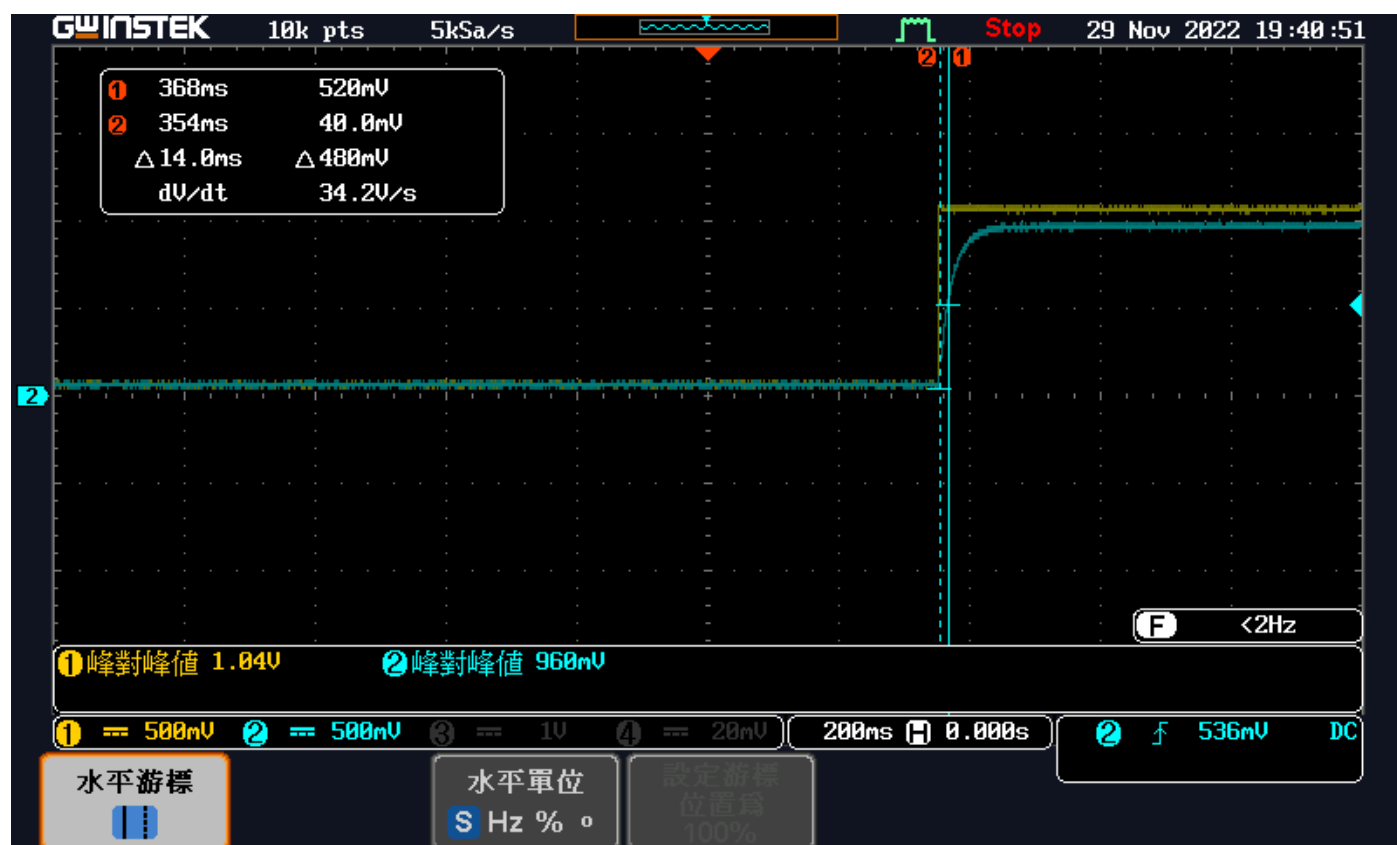 GWINSTEK 10k pts 5kSa/s Stop 29 Nov 2022 19:40:51
2 1
1 368ms 520mV
2 354ms 40.0mV
△14.0ms △480mV
dV/dt 34.2V/s
2
F <2Hz
1 峰對峰值 1.04V 2 峰對峰值 960mV
1 500mV 2 500mV 3 1V 4 20mV 200ms H 0.000s 2 536mV DC
水平游標 水平單位 設定游標
S Hz % º 位置爲
100%